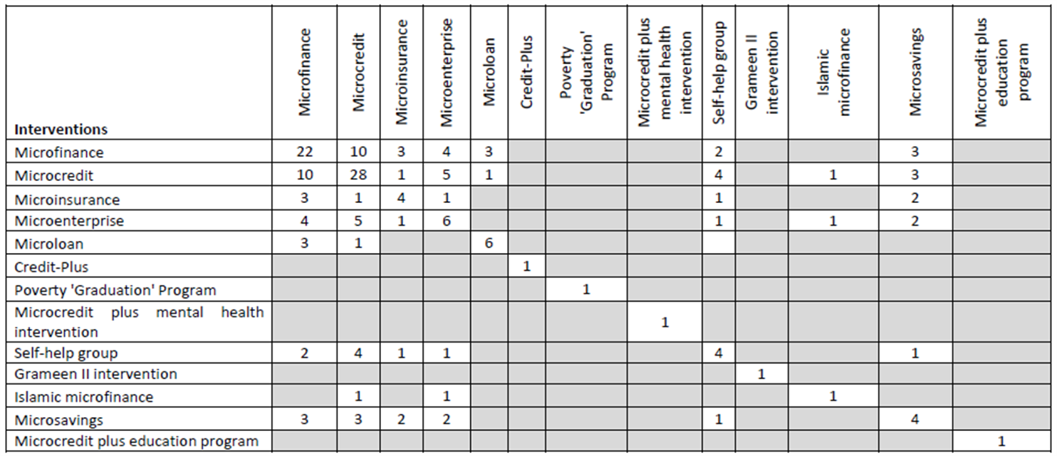 Interventions Microfinance Microcredit Microinsurance Microenterprise Microloan Credit-Plus Poverty 'Graduation' Program Microcredit plus mental health intervention Self-help group Grameen II intervention Islamic microfinance Microsavings Microcredit plus education program
Microfinance 22 10 3 4 3 2 3
Microcredit 10 28 1 5 1 4 1 3
Microinsurance 3 1 4 1 1 2
Microenterprise 4 5 1 6 1 1 2
Microloan 3 1 6
Credit-Plus 1
Poverty 'Graduation' Program 1
Microcredit plus mental health
intervention 1
Self-help group 2 4 1 1 4 1
Grameen II intervention 1
Islamic microfinance 1 1 1
Microsavings 3 3 2 2 1 4
Microcredit plus education program 1